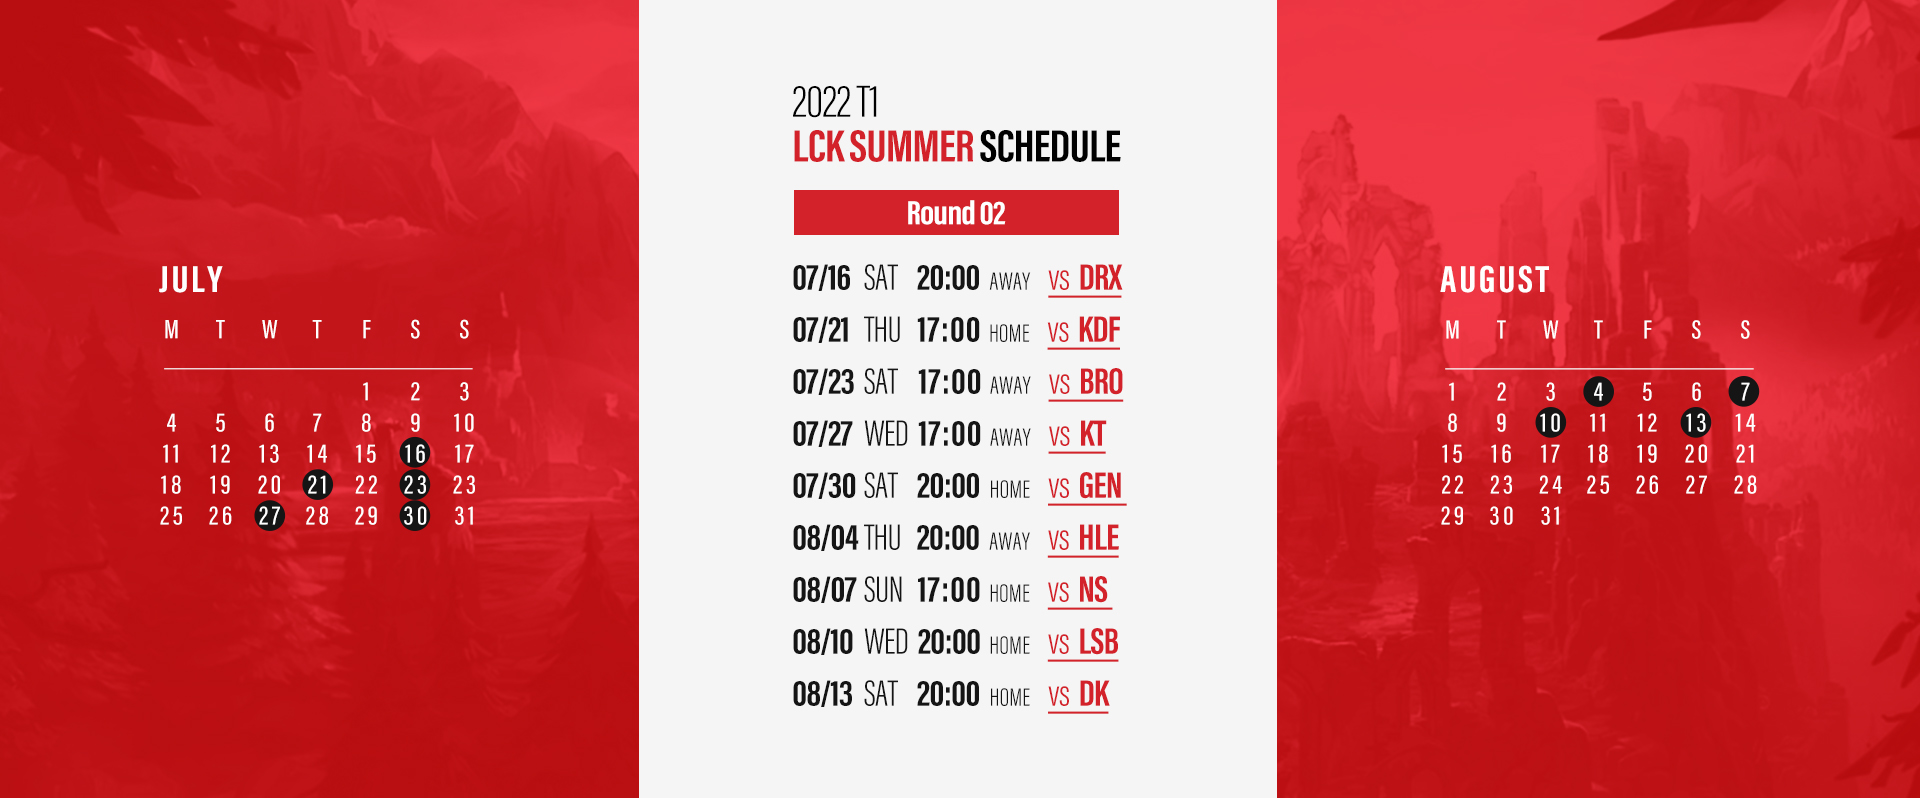 JULY
M T W T F S S
1 2 3
4 5 6 7 8 9 10
11 12 13 14 15 16 17
18 19 20 21 22 23 23
25 26 27 28 29 30 31
2022 T1
LCK SUMMER SCHEDULE
Round 02
07/16 SAT 20:00 AWAY VS DRX
07/21 THU 17:00 HOME VS KDF
07/23 SAT 17:00 AWAY VS BRO
07/27 WED 17:00 AWAY VS KT
07/30 SAT 20:00 HOME VS GEN
08/04 THU 20:00 AWAY VS HLE
08/07 SUN 17:00 HOME VS NS
08/10 WED 20:00 HOME VS LSB
08/13 SAT 20:00 HOME VS DK
AUGUST
M T W T F S S
1 2 3 4 5 6 7
8 9 10 11 12 13 14
15 16 17 18 19 20 21
22 23 24 25 26 27 28
29 30 31